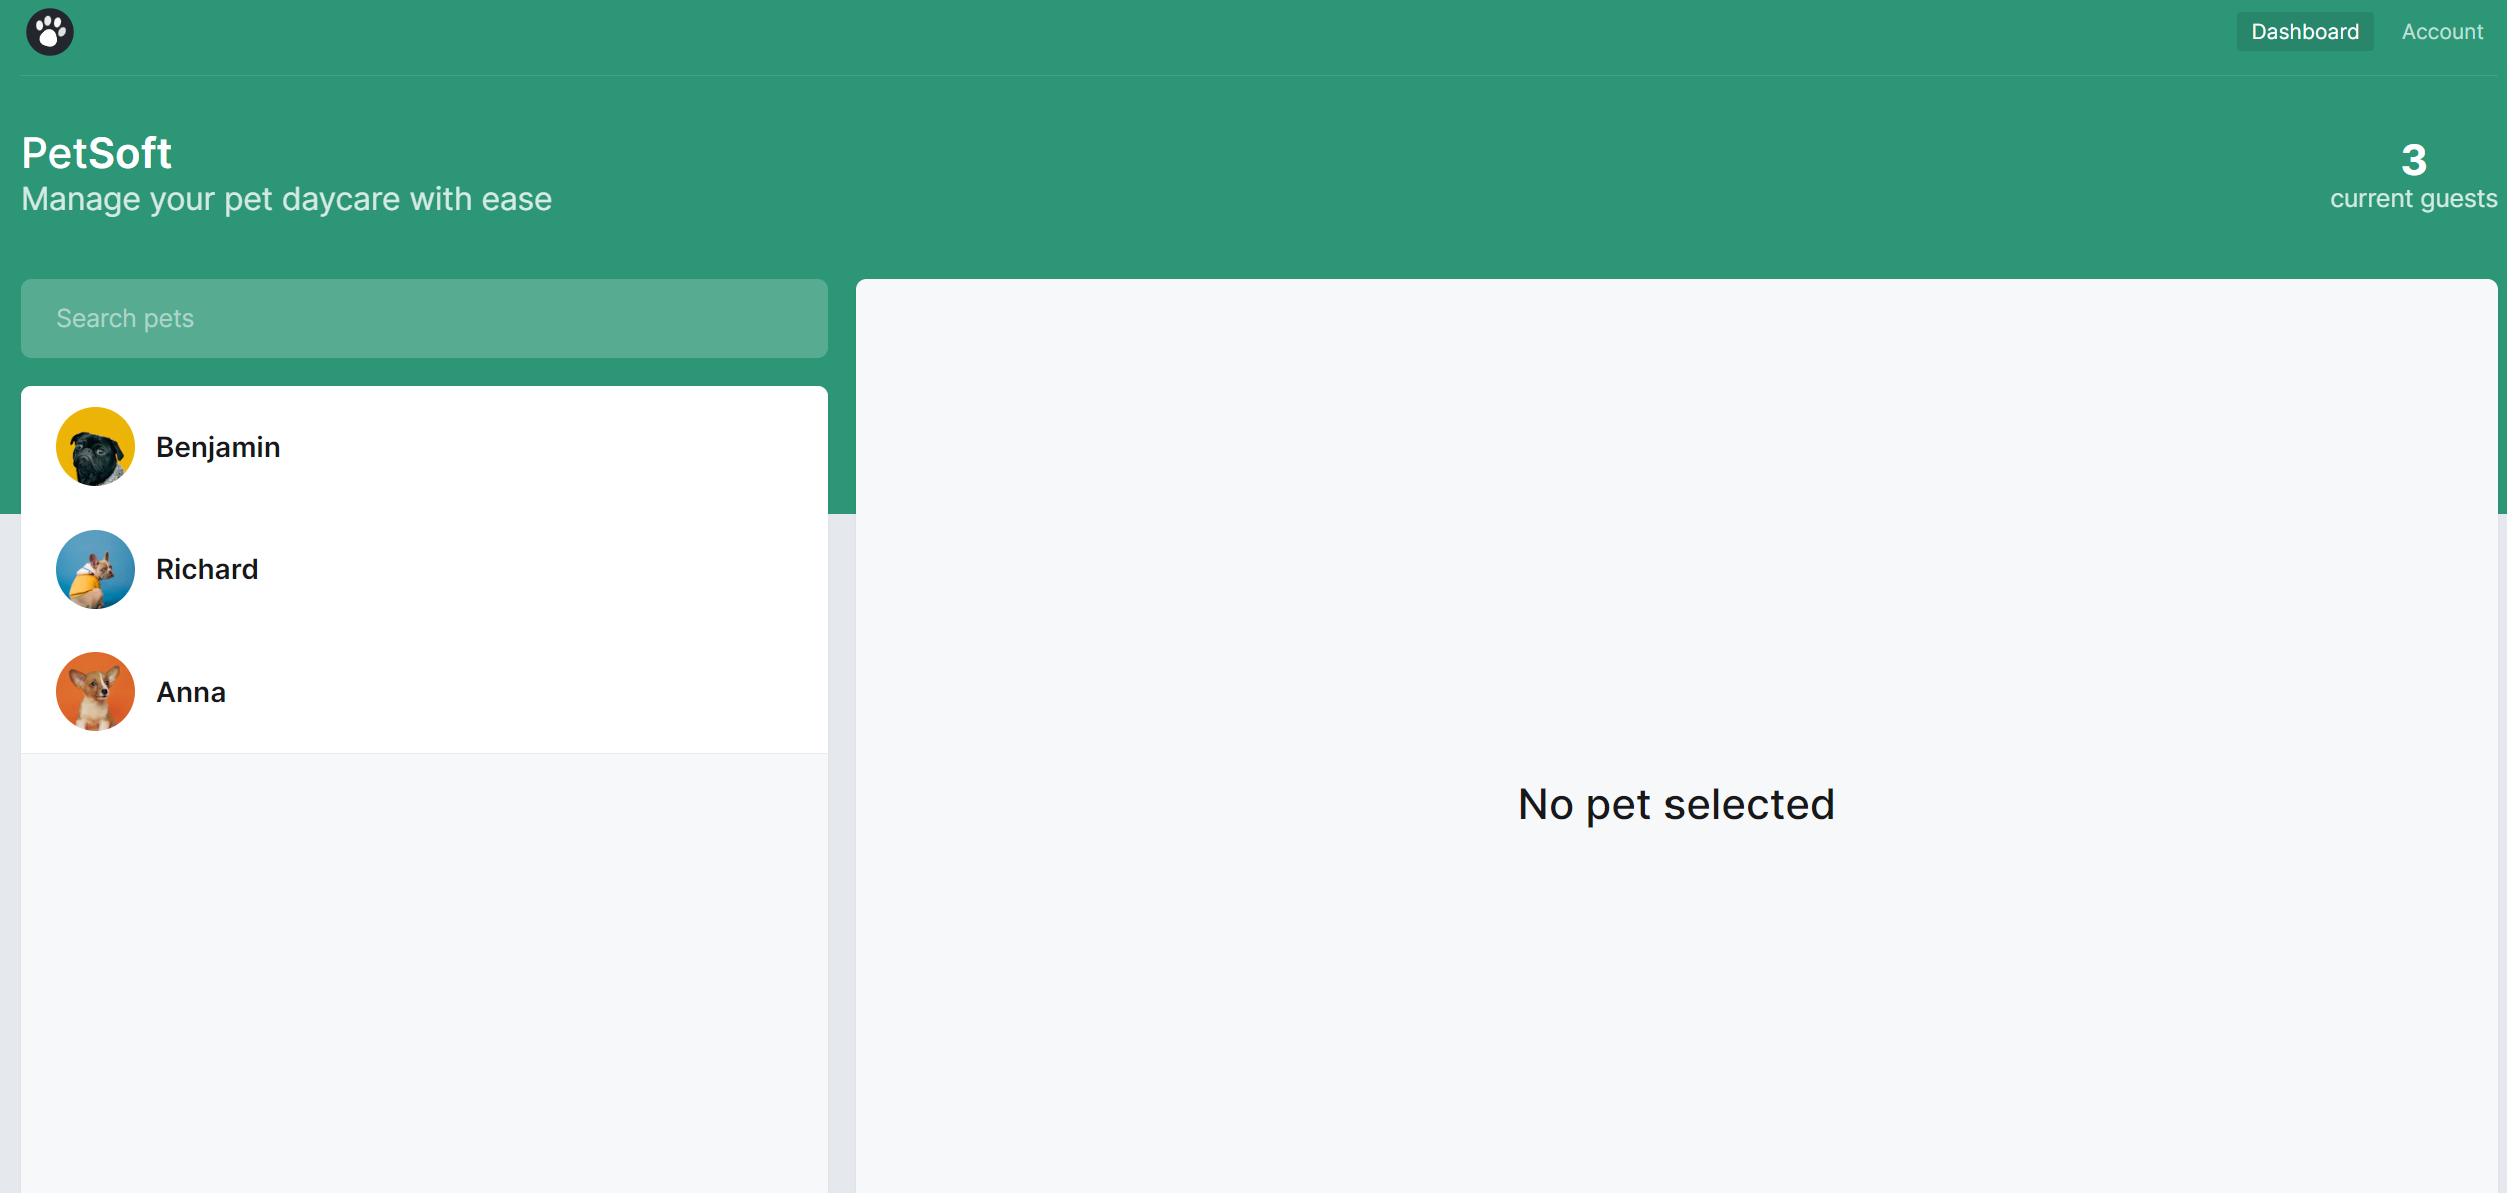 Dashboard Account
PetSoft
Manage your pet daycare with ease
3
current guests
Search pets
Benjamin
Richard
Anna
No pet selected